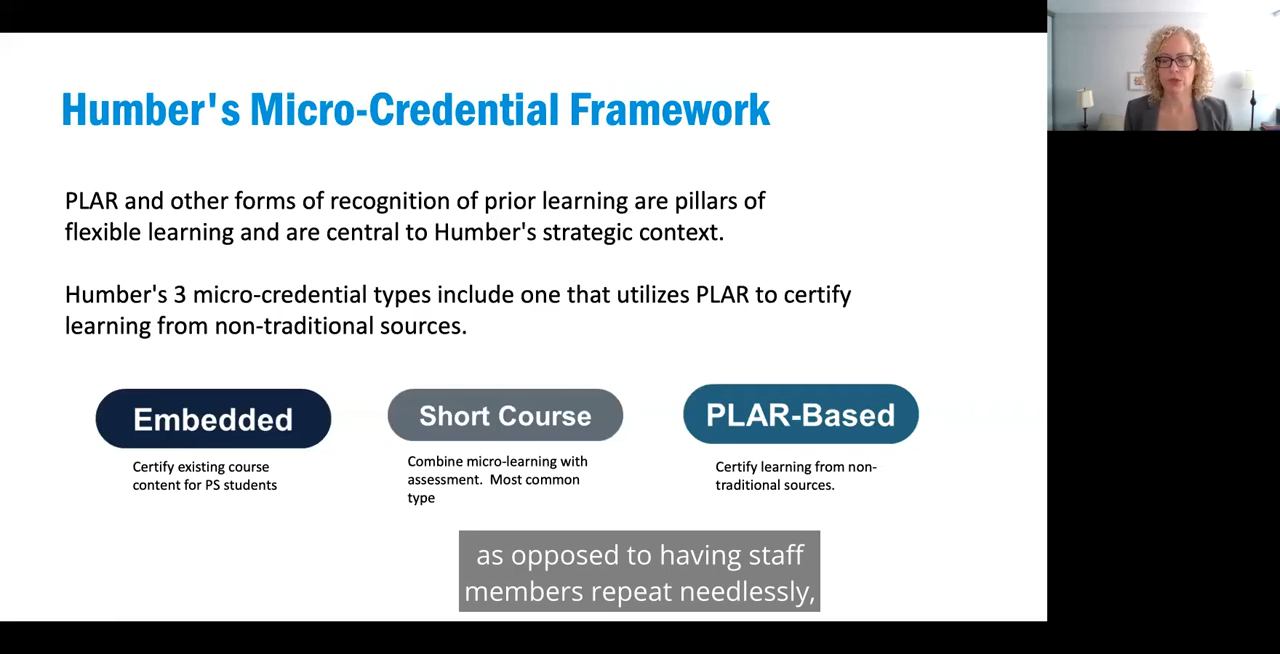 Humber's Micro-Credential Framework
PLAR and other forms of recognition of prior learning are pillars of
flexible learning and are central to Humber's strategic context.
Humber's 3 micro-credential types include one that utilizes PLAR to certify
learning from non-traditional sources.
Embedded
Certify existing course
content for PS students
Short Course
Combine micro-learning with
assessment.  Most common
type
PLAR-Based
Certify learning from non-
traditional sources.
as opposed to having staff
members repeat needlessly,